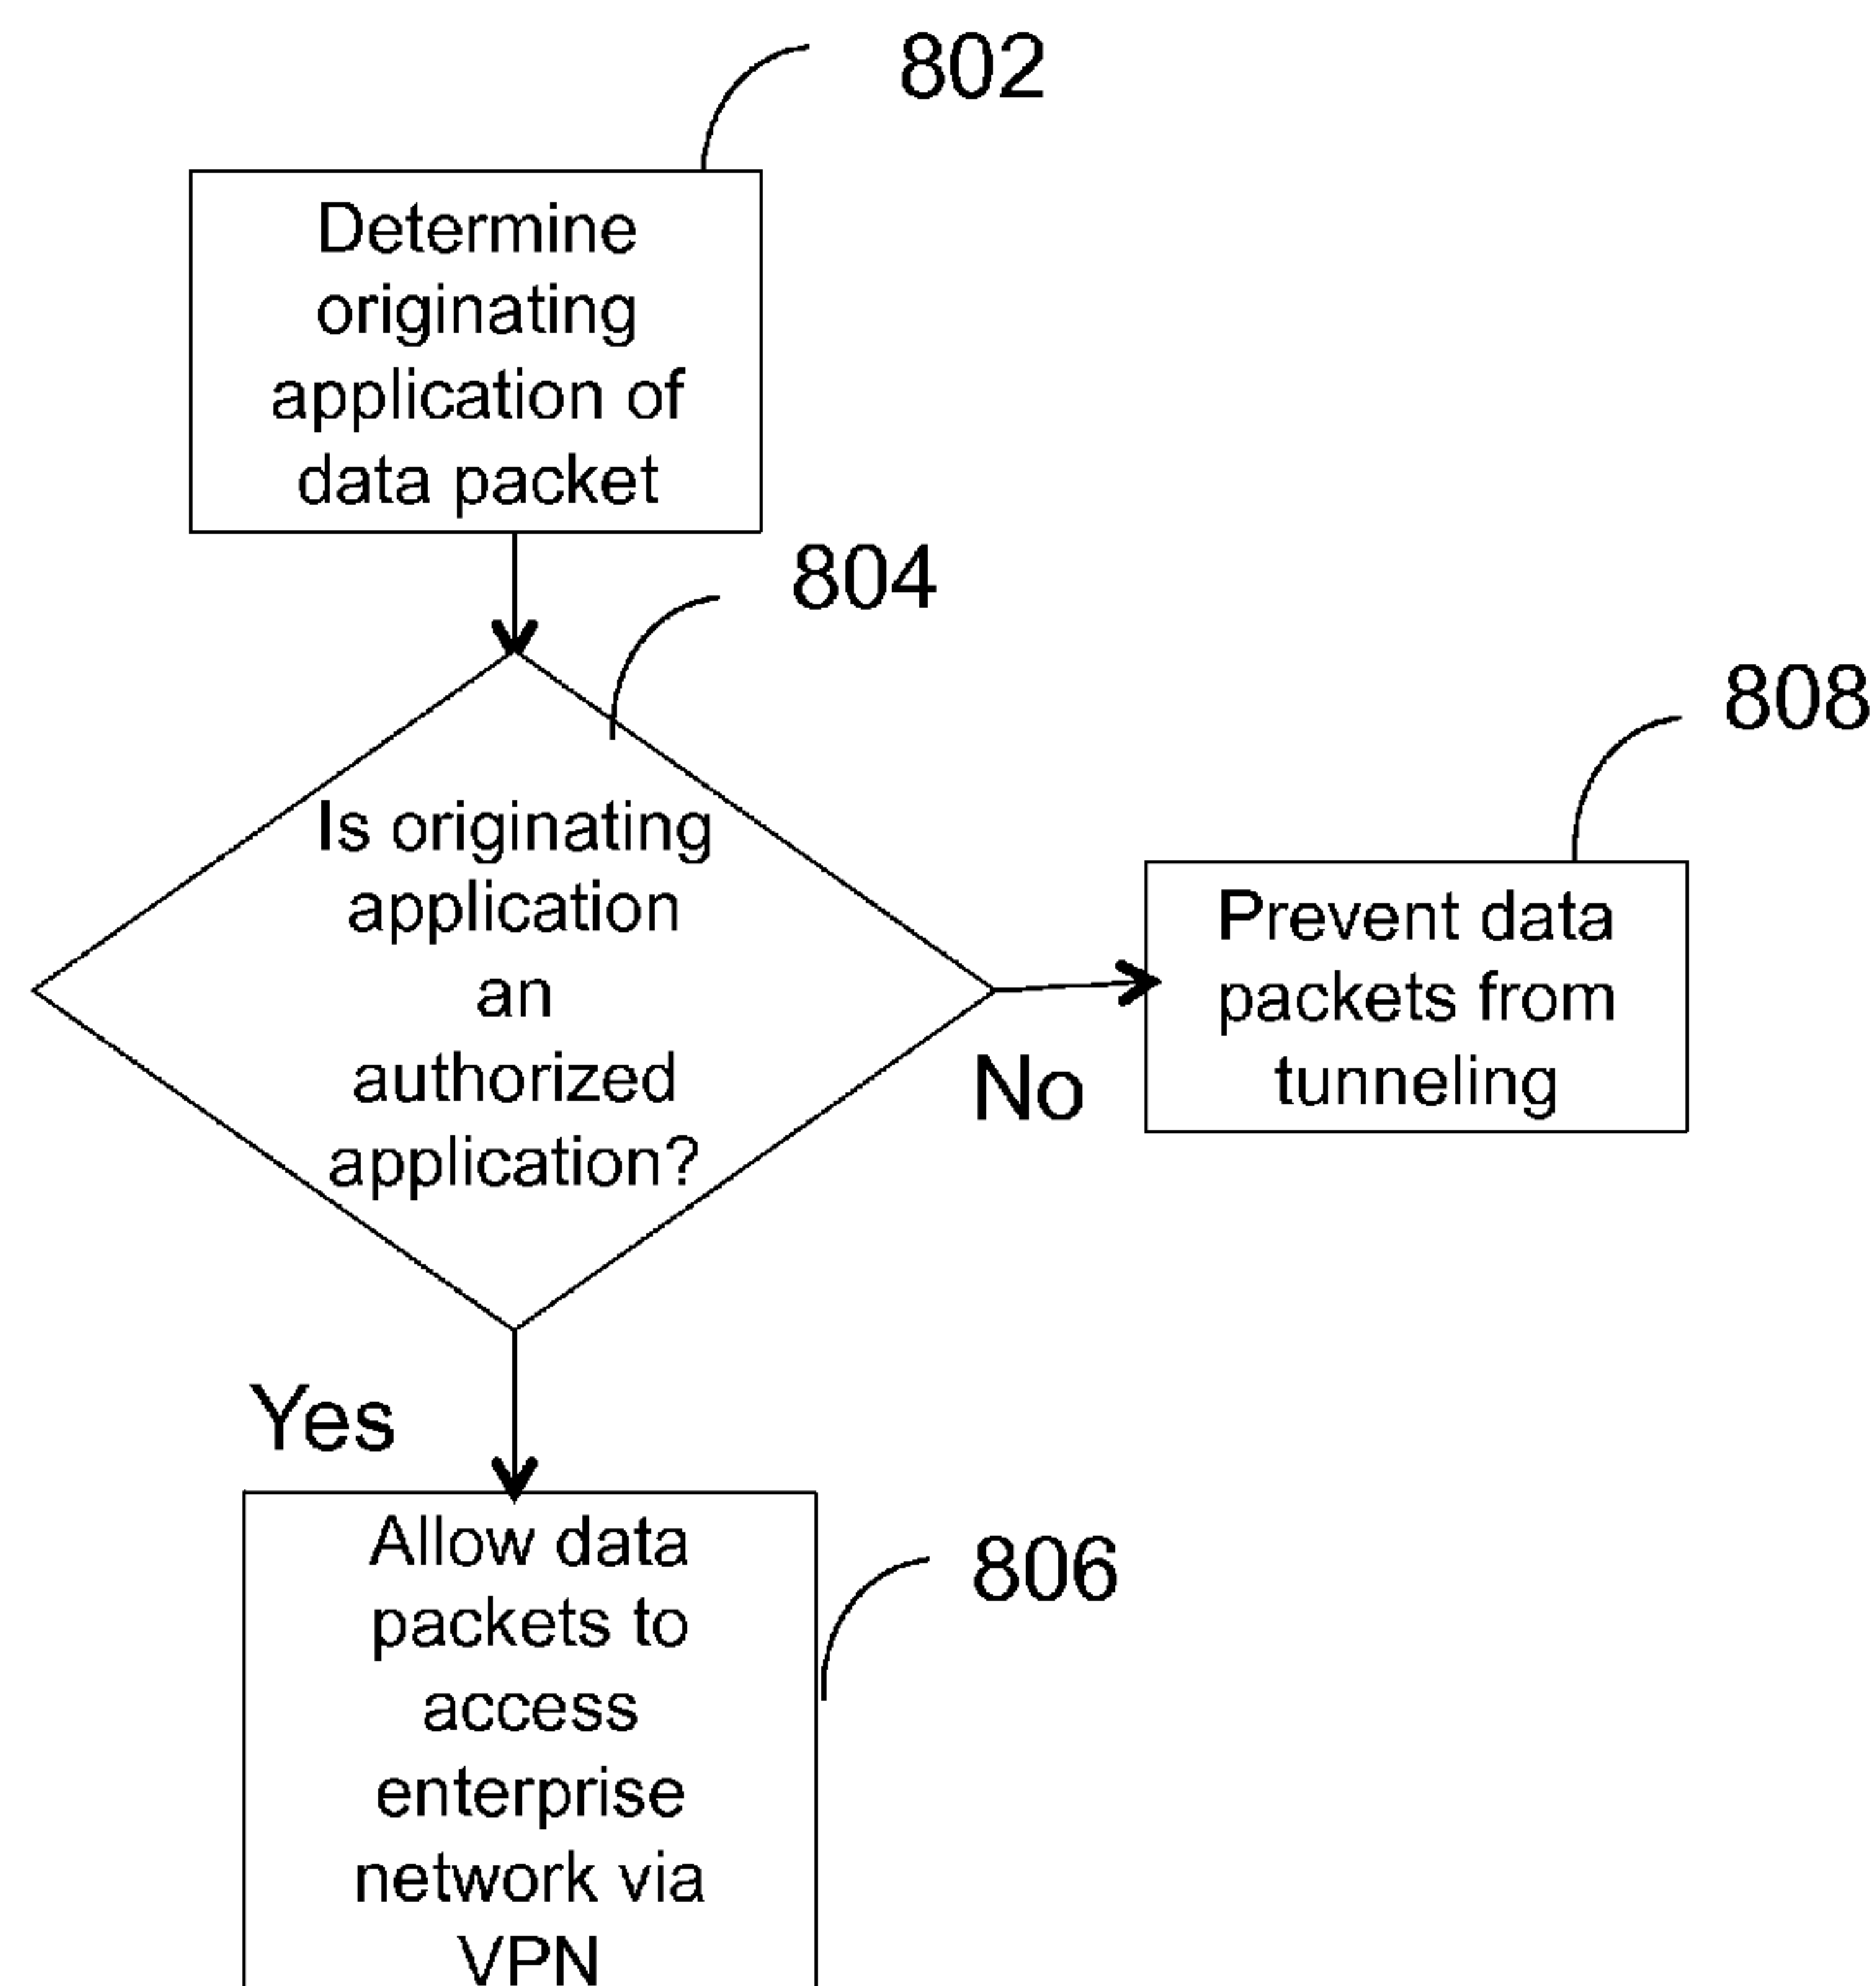 802
Determine
originating
application of
data packet
804
808
Is originating
application
an
authorized
application?
Prevent data
packets from
tunneling
No
Yes
Allow data
packets to
access
enterprise
network via
VPN
806